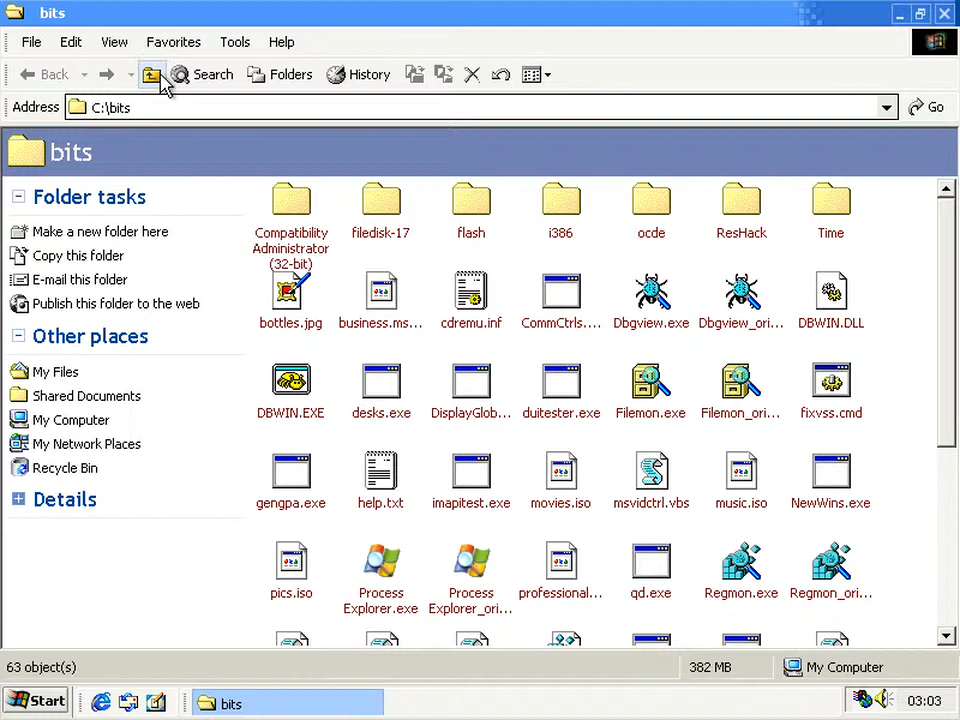 bits
File Edit View Favorites Tools Help
Back Search Folders History
Address C:\bits Go
bits
Folder tasks
Make a new folder here
Copy this folder
E-mail this folder
Publish this folder to the web
Other places
My Files
Shared Documents
My Computer
My Network Places
Recycle Bin
Details
Compatibility Administrator (32-bit) filedisk-17 flash i386 ocde ResHack Time
bottles.jpg business.ms... cdremu.inf CommCtrls.... Dbgview.exe Dbgview_ori... DBWIN.DLL
DBWIN.EXE desks.exe DisplayGlob... duitester.exe Filemon.exe Filemon_ori... fixvss.cmd
gengpa.exe help.txt imapitest.exe movies.iso msvidctrl.vbs music.iso NewWins.exe
pics.iso Process Explorer.exe Process Explorer_ori... professional... qd.exe Regmon.exe Regmon_ori...
63 object(s) 382 MB My Computer
Start bits 03:03